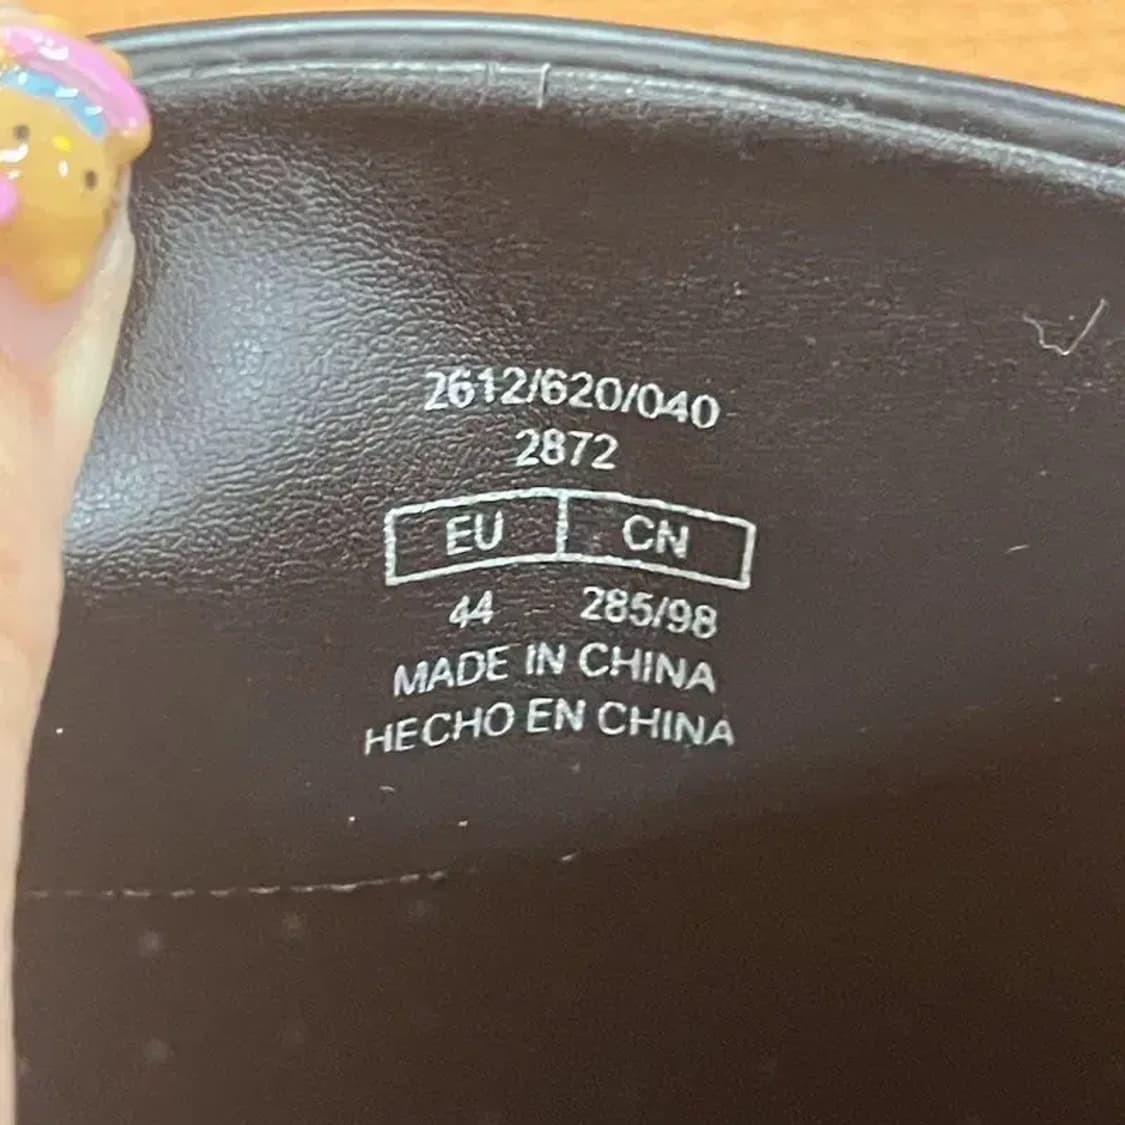 2612/620/040
2872
EU CN
44 285/98
MADE IN CHINA
HECHO EN CHINA